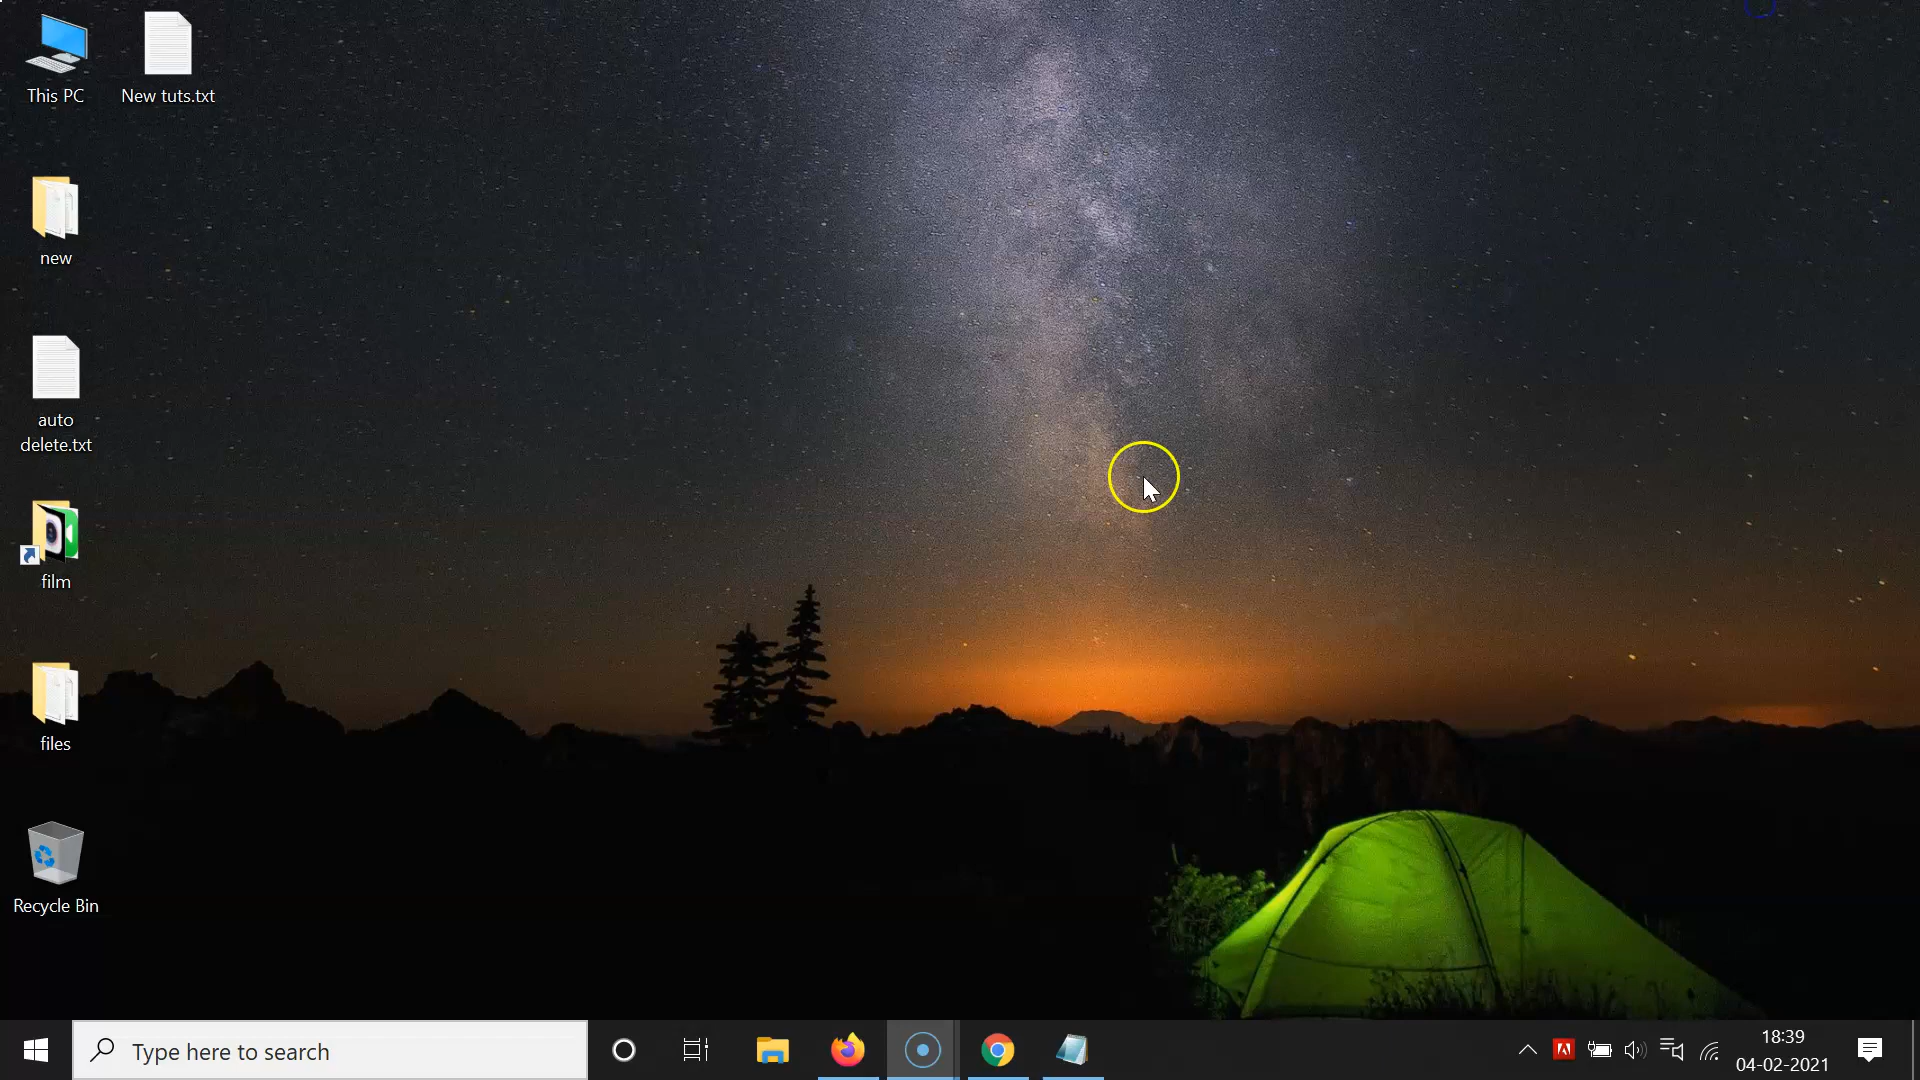 This PC
New tuts.txt
new
auto
delete.txt
film
files
Recycle Bin
Type here to search
18:39
04-02-2021